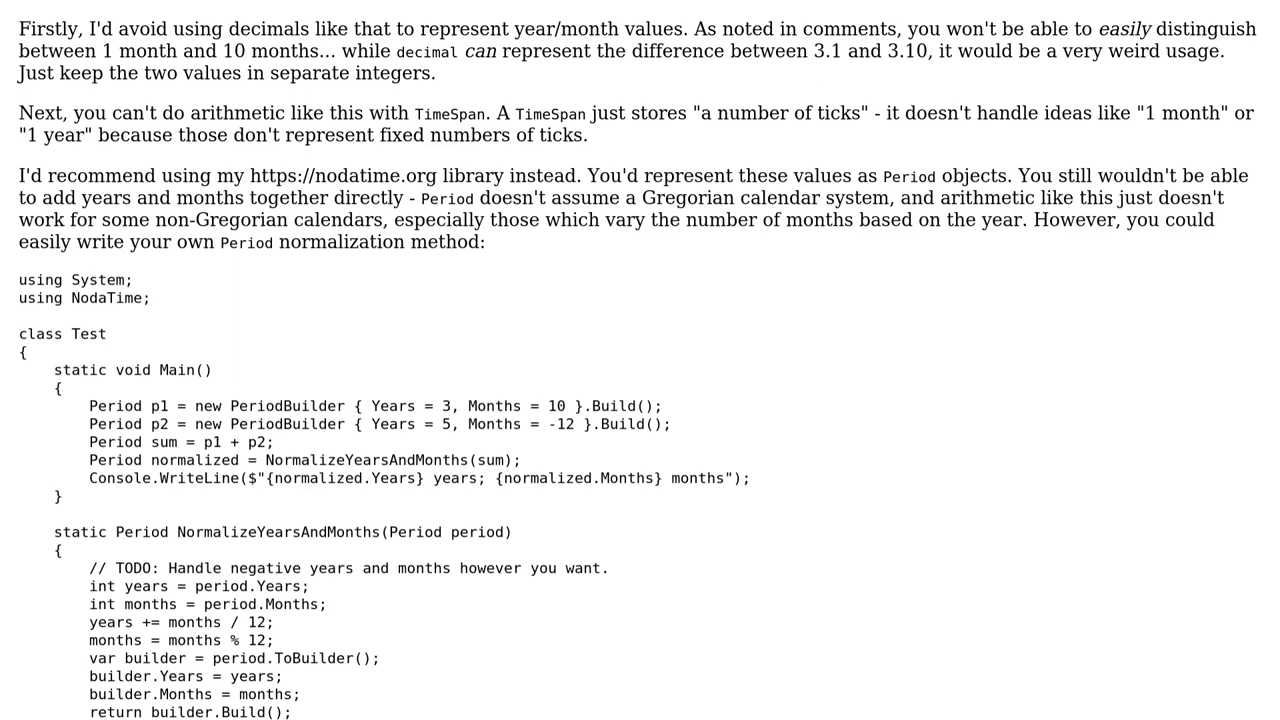 Firstly, I'd avoid using decimals like that to represent year/month values. As noted in comments, you won't be able to easily distinguish
between 1 month and 10 months... while decimal can represent the difference between 3.1 and 3.10, it would be a very weird usage.
Just keep the two values in separate integers.
Next, you can't do arithmetic like this with TimeSpan. A TimeSpan just stores "a number of ticks" - it doesn't handle ideas like "1 month" or
"1 year" because those don't represent fixed numbers of ticks.
I'd recommend using my https://nodatime.org library instead. You'd represent these values as Period objects. You still wouldn't be able
to add years and months together directly - Period doesn't assume a Gregorian calendar system, and arithmetic like this just doesn't
work for some non-Gregorian calendars, especially those which vary the number of months based on the year. However, you could
easily write your own Period normalization method:
using System;
using NodaTime;
class Test
{
    static void Main()
    {
        Period p1 = new PeriodBuilder { Years = 3, Months = 10 }.Build();
        Period p2 = new PeriodBuilder { Years = 5, Months = -12 }.Build();
        Period sum = p1 + p2;
        Period normalized = NormalizeYearsAndMonths(sum);
        Console.WriteLine($"{normalized.Years} years; {normalized.Months} months");
    }
    static Period NormalizeYearsAndMonths(Period period)
    {
        // TODO: Handle negative years and months however you want.
        int years = period.Years;
        int months = period.Months;
        years += months / 12;
        months = months % 12;
        var builder = period.ToBuilder();
        builder.Years = years;
        builder.Months = months;
        return builder.Build();